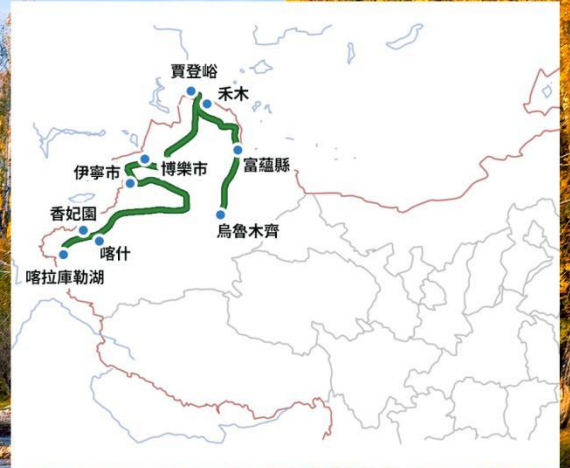 賈登峪
禾木
伊寧市
博樂市
富蘊縣
香妃園
烏魯木齊
喀什
喀拉庫勒湖